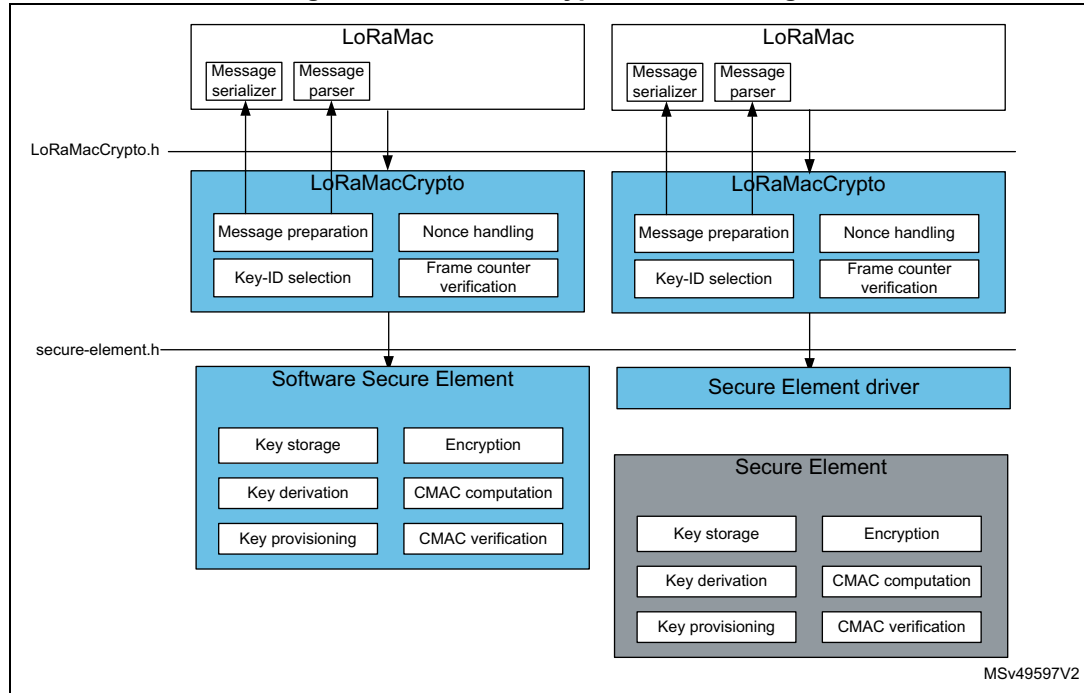 LoRaMac
Message
serializer
Message
parser
LoRaMac
Message
serializer
Message
parser
LoRaMacCrypto.h
LoRaMacCrypto
Message preparation
Nonce handling
Key-ID selection
Frame counter
verification
LoRaMacCrypto
Message preparation
Nonce handling
Key-ID selection
Frame counter
verification
secure-element.h
Software Secure Element
Key storage
Encryption
Key derivation
CMAC computation
Key provisioning
CMAC verification
Secure Element driver
Secure Element
Key storage
Encryption
Key derivation
CMAC computation
Key provisioning
CMAC verification
MSv49597V2